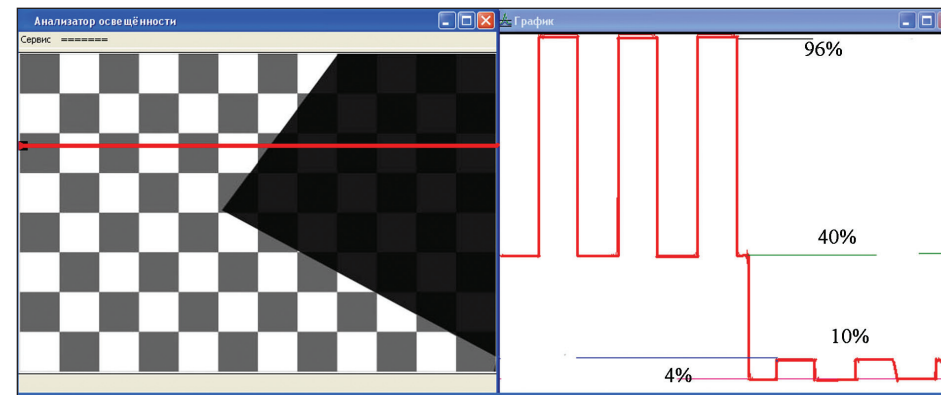 Анализатор освещённости
Сервис =======
График
96%
40%
10%
4%